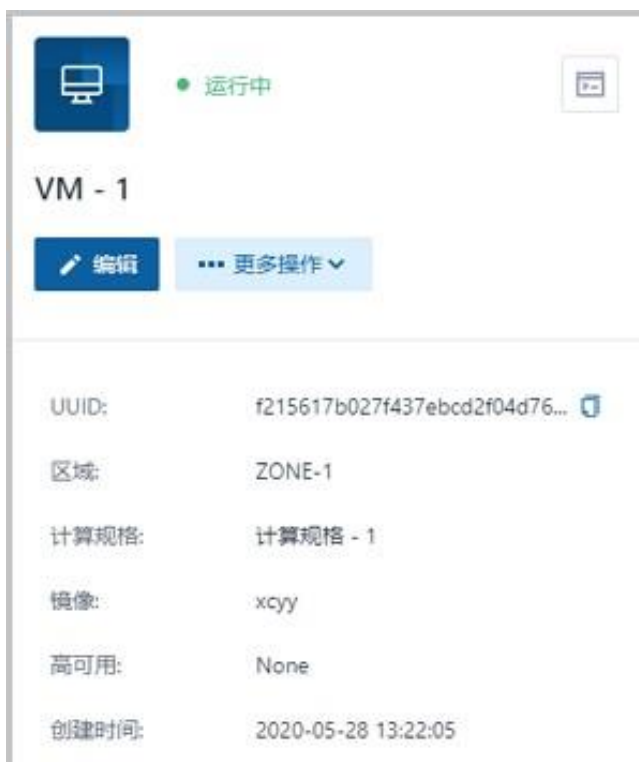 运行中
VM - 1
编辑
••• 更多操作
UUID: f215617b027f437ebcd2f04d76...
区域: ZONE-1
计算规格: 计算规格 - 1
镜像: xcyy
高可用: None
创建时间: 2020-05-28 13:22:05